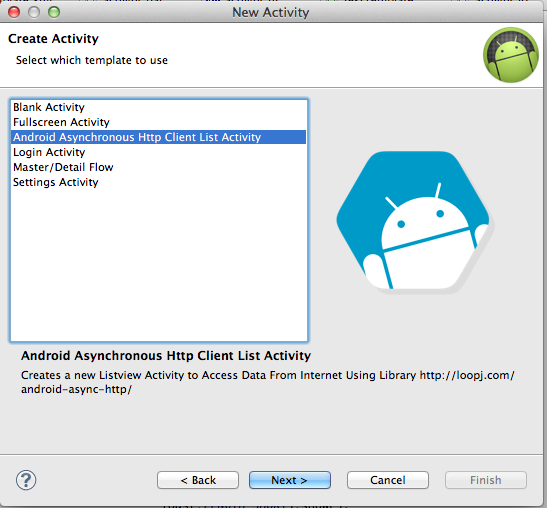 New Activity
Create Activity
Select which template to use
Blank Activity
Fullscreen Activity
Android Asynchronous Http Client List Activity
Login Activity
Master/Detail Flow
Settings Activity
Android Asynchronous Http Client List Activity
Creates a new Listview Activity to Access Data From Internet Using Library http://loopj.com/
android-async-http/
?
< Back
Next >
Cancel
Finish